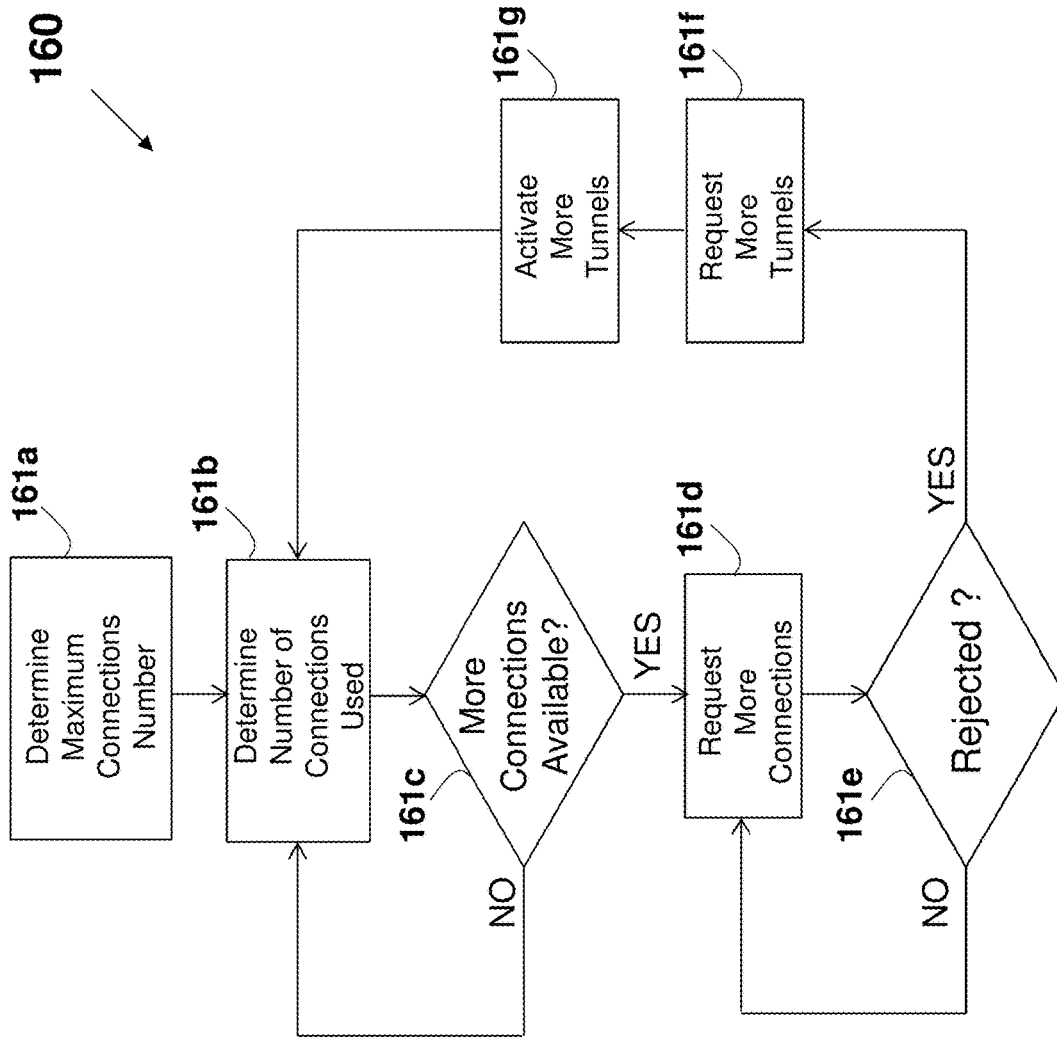 160
161a
Determine
Maximum
Connections
Number
161b
Determine
Number of
Connections
Used
161c
More
Connections
Available?
NO
YES
161d
Request
More
Connections
161e
Rejected ?
NO
YES
161f
Request
More
Tunnels
161g
Activate
More
Tunnels